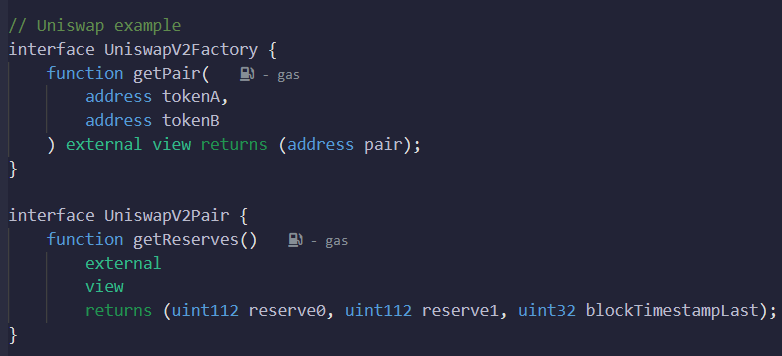 // Uniswap example
interface UniswapV2Factory {
    function getPair( - gas
        address tokenA,
        address tokenB
    ) external view returns (address pair);
}

interface UniswapV2Pair {
    function getReserves() - gas
        external
        view
        returns (uint112 reserve0, uint112 reserve1, uint32 blockTimestampLast);
}